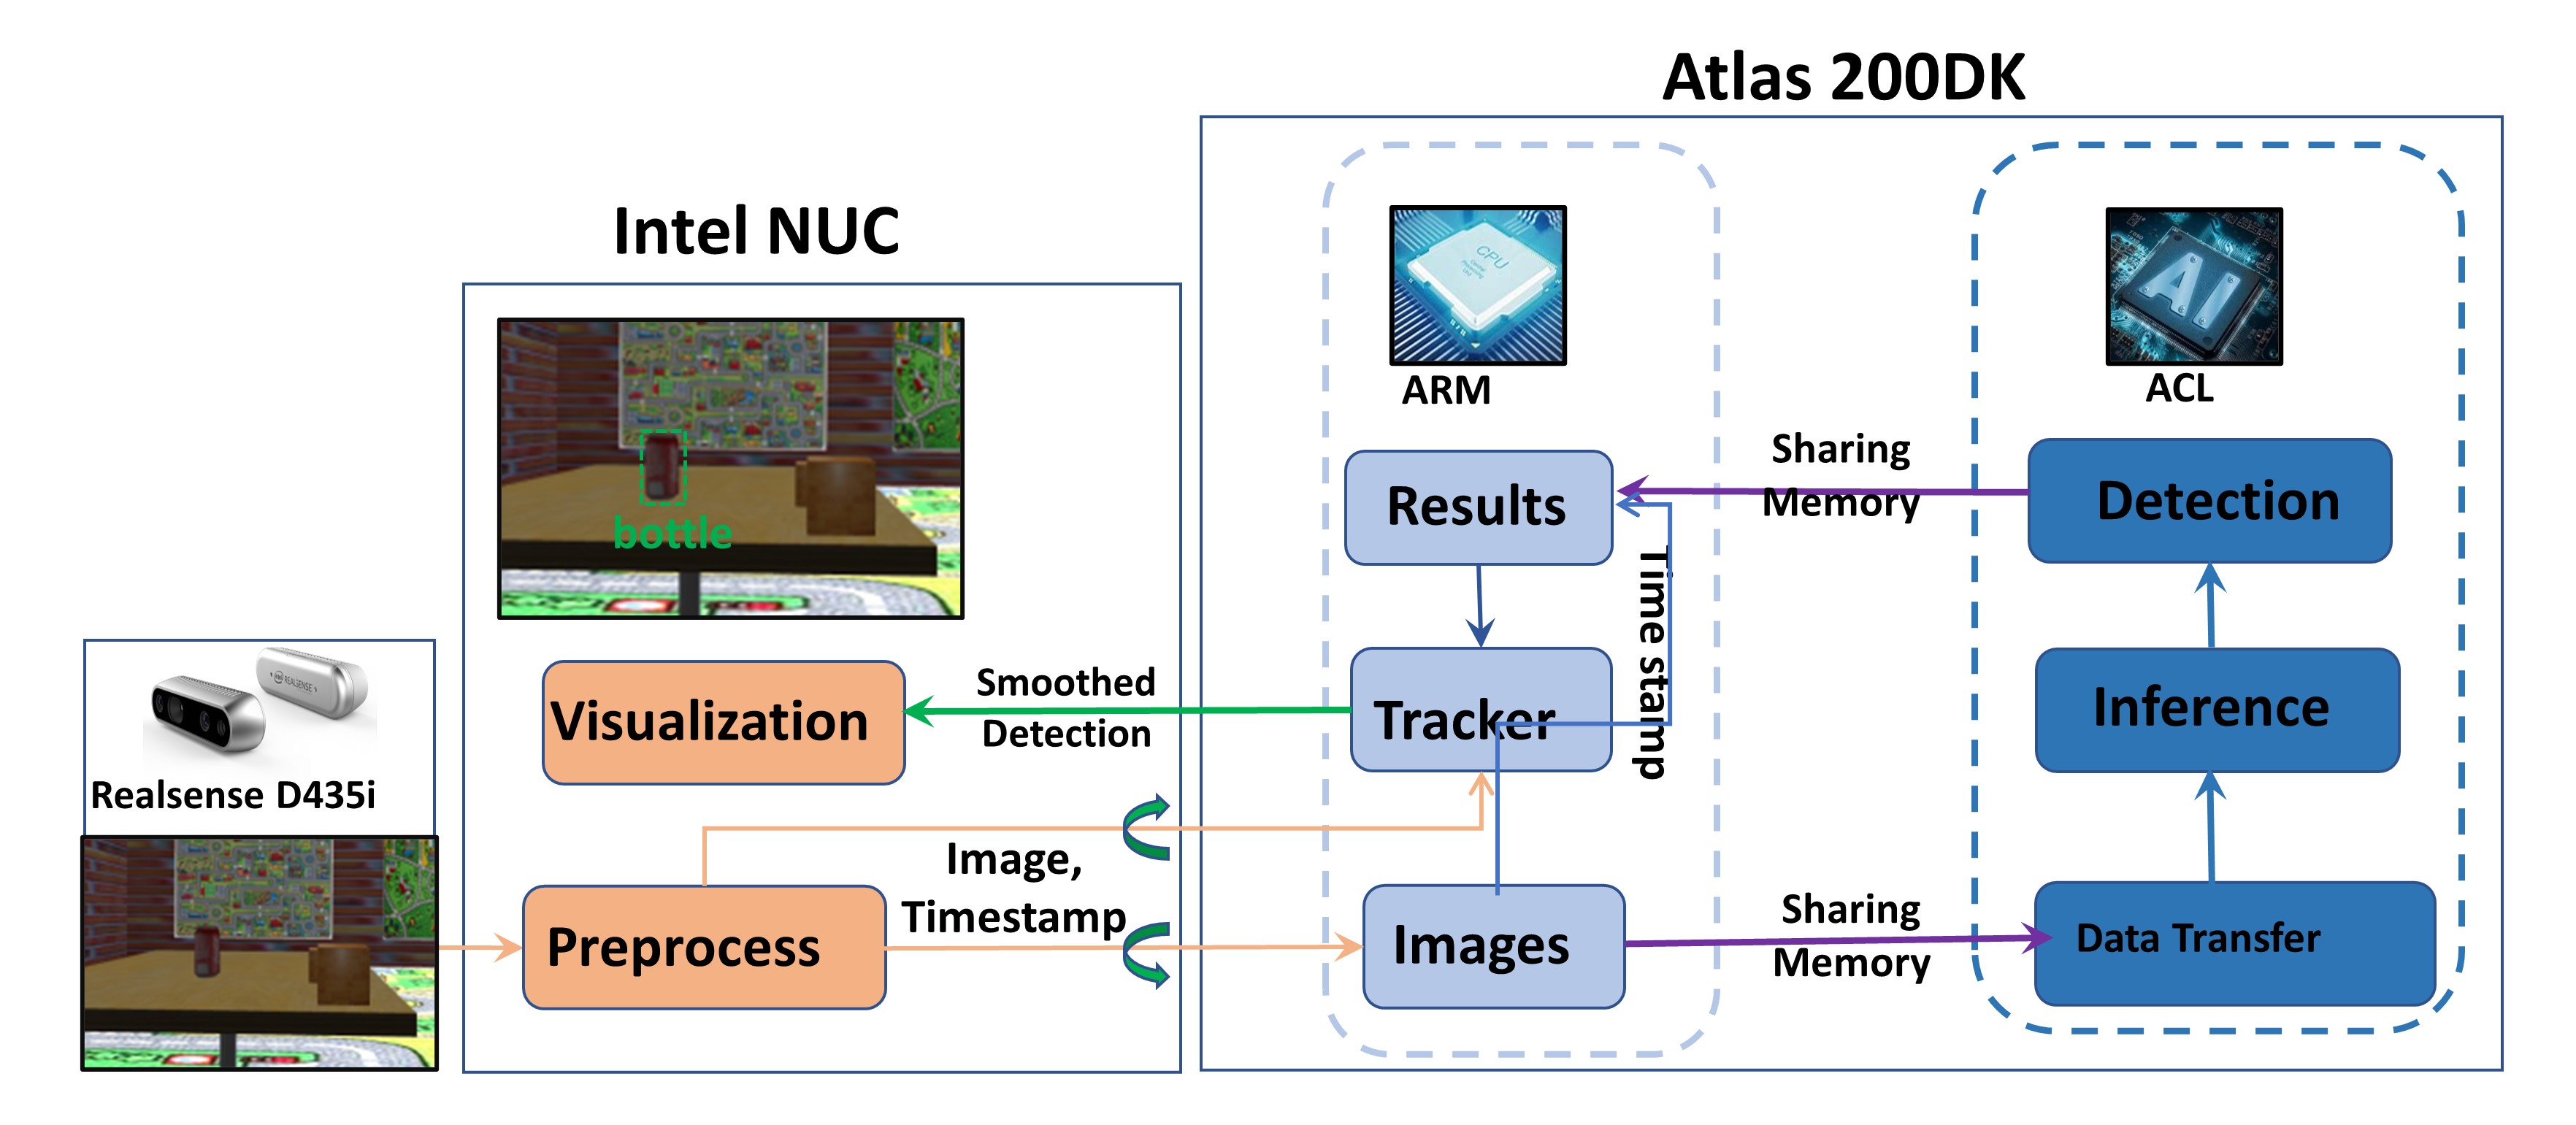 Atlas 200DK
Intel NUC
CPU
AI
ARM
ACL
Sharing
Memory
Results
Detection
bottle
Time stamp
Smoothed
Detection
Visualization
Tracker
Inference
REALSENSE
Realsense D435i
Image,
Timestamp
Preprocess
Images
Sharing
Memory
Data Transfer